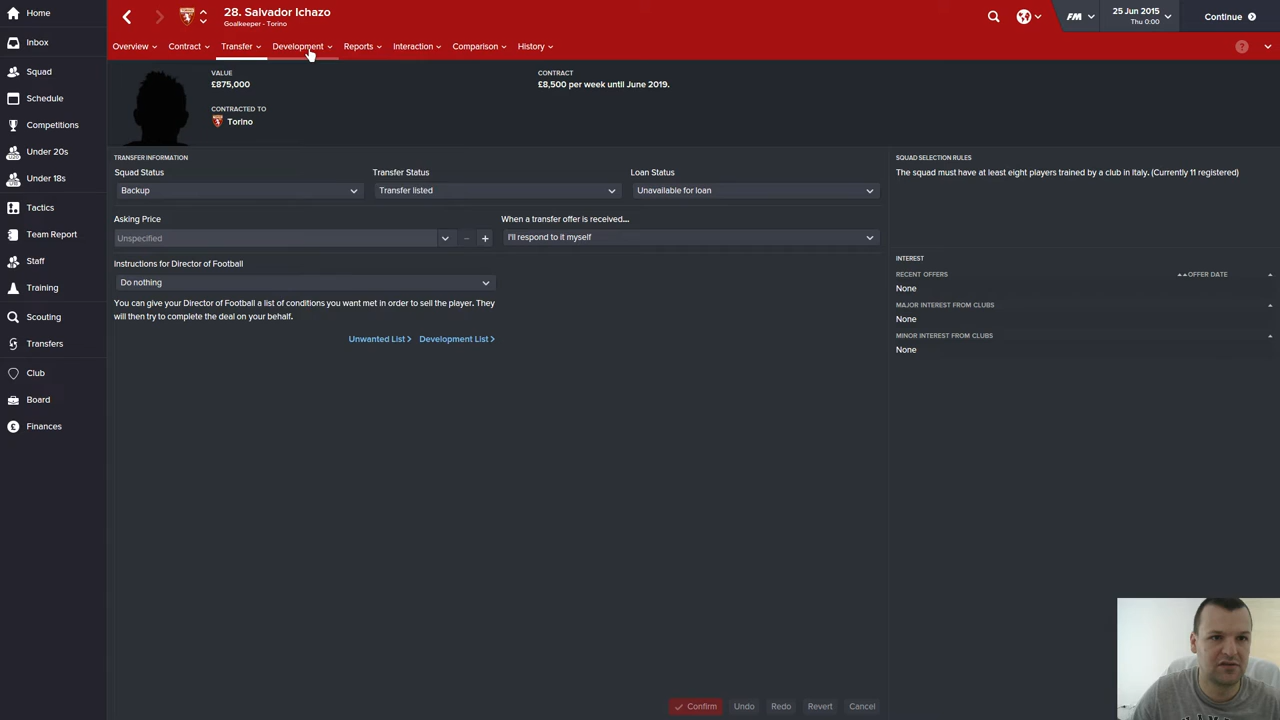 Home
Inbox
Squad
Schedule
Competitions
Under 20s
Under 18s
Tactics
Team Report
Staff
Training
Scouting
Transfers
Club
Board
Finances
28. Salvador Ichazo
Goalkeeper - Torino
FM
25 Jun 2015
Thu 0:00
Continue
Overview Contract Transfer Development Reports Interaction Comparison History
?
VALUE
£875,000
CONTRACTED TO
Torino
CONTRACT
£8,500 per week until June 2019.
TRANSFER INFORMATION
Squad Status
Backup
Transfer Status
Transfer listed
Loan Status
Unavailable for loan
Asking Price
Unspecified
When a transfer offer is received...
I'll respond to it myself
Instructions for Director of Football
Do nothing
You can give your Director of Football a list of conditions you want met in order to sell the player. They
will then try to complete the deal on your behalf.
Unwanted List > Development List >
SQUAD SELECTION RULES
The squad must have at least eight players trained by a club in Italy. (Currently 11 registered)
INTEREST
RECENT OFFERS OFFER DATE
None
MAJOR INTEREST FROM CLUBS
None
MINOR INTEREST FROM CLUBS
None
Confirm Undo Redo Revert Cancel